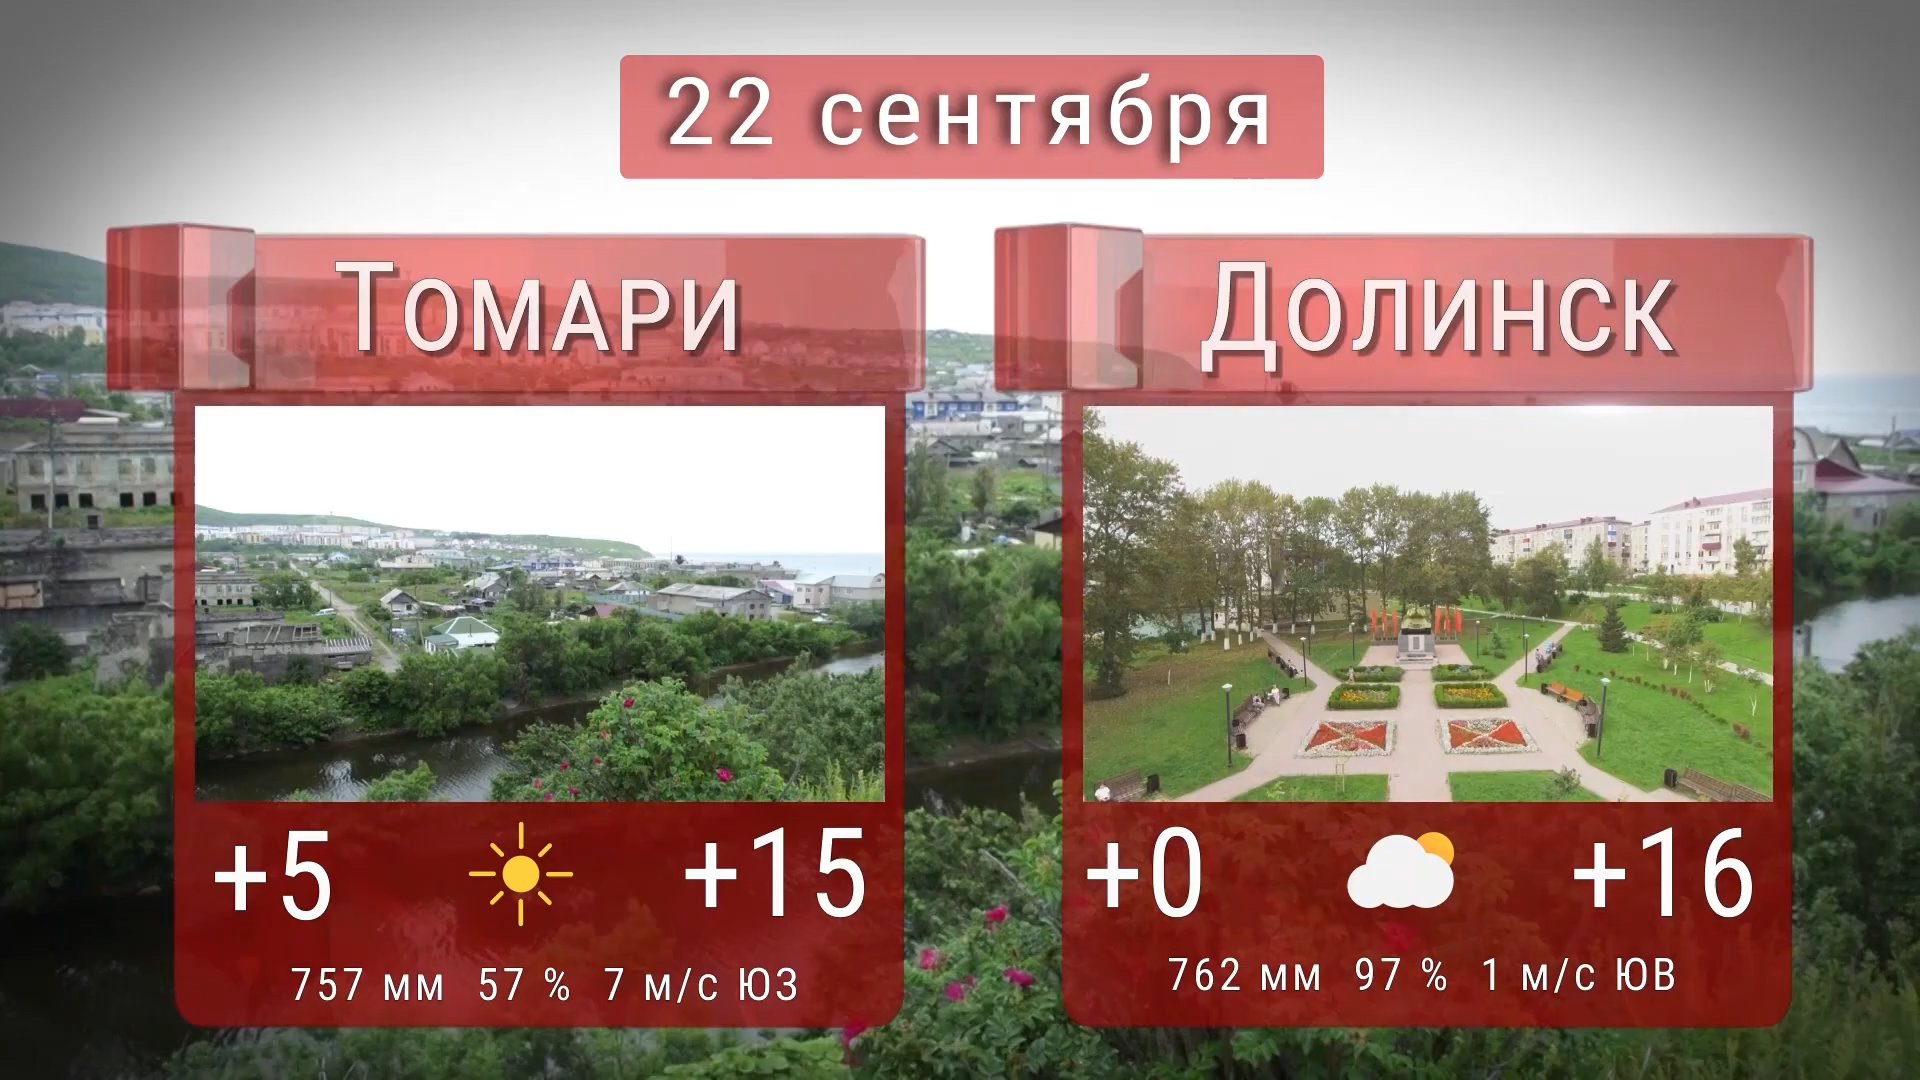 22 сентября
Томари
+5 +15
757 мм 57 % 7 м/с ЮЗ
Долинск
+0 +16
762 мм 97 % 1 м/с ЮВ